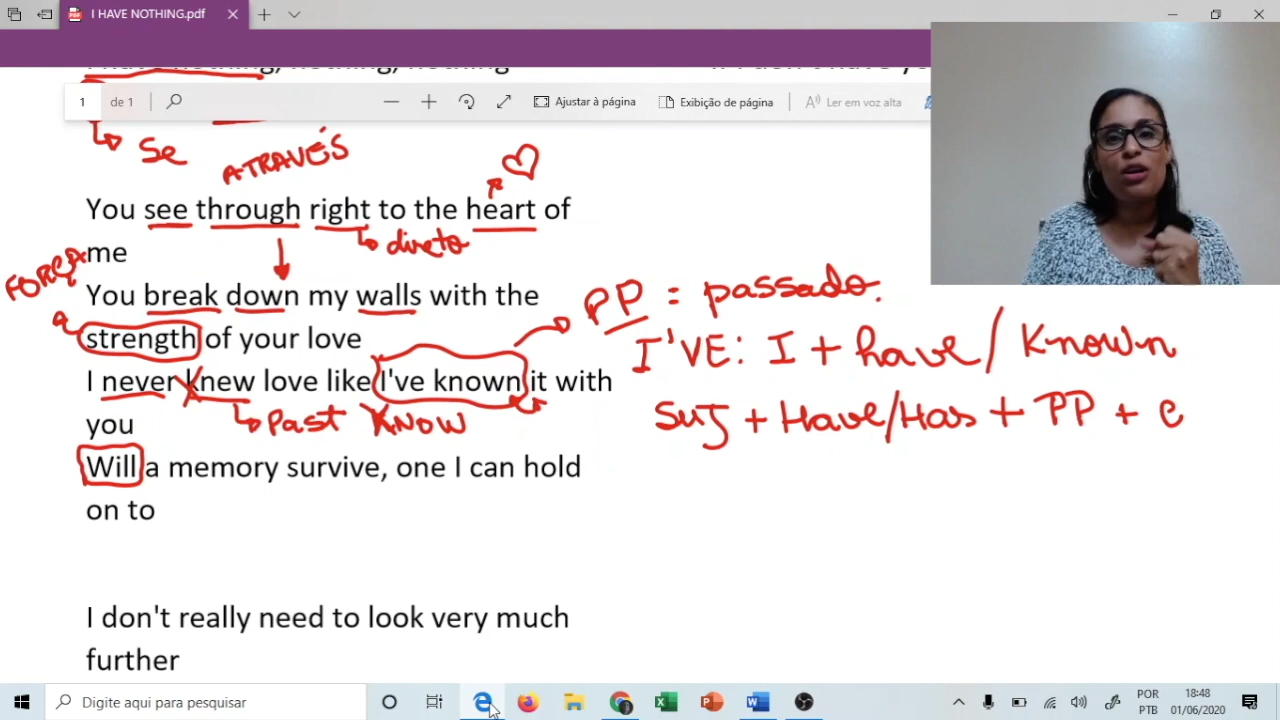 I HAVE NOTHING.pdf
1 de 1
Ajustar à página
Exibição de página
Ler em voz alta
Se
ATRAVÉS
You see through right to the heart of
direto
me
FORÇA
You break down my walls with the
PP = passado.
strength of your love
I'VE: I + have / Known
I never knew love like I've known it with
Past KNOW
SUJ + Have/Has + PP + C
you
Will a memory survive, one I can hold
on to
I don't really need to look very much
further
Digite aqui para pesquisar
POR
PTB
18:48
01/06/2020